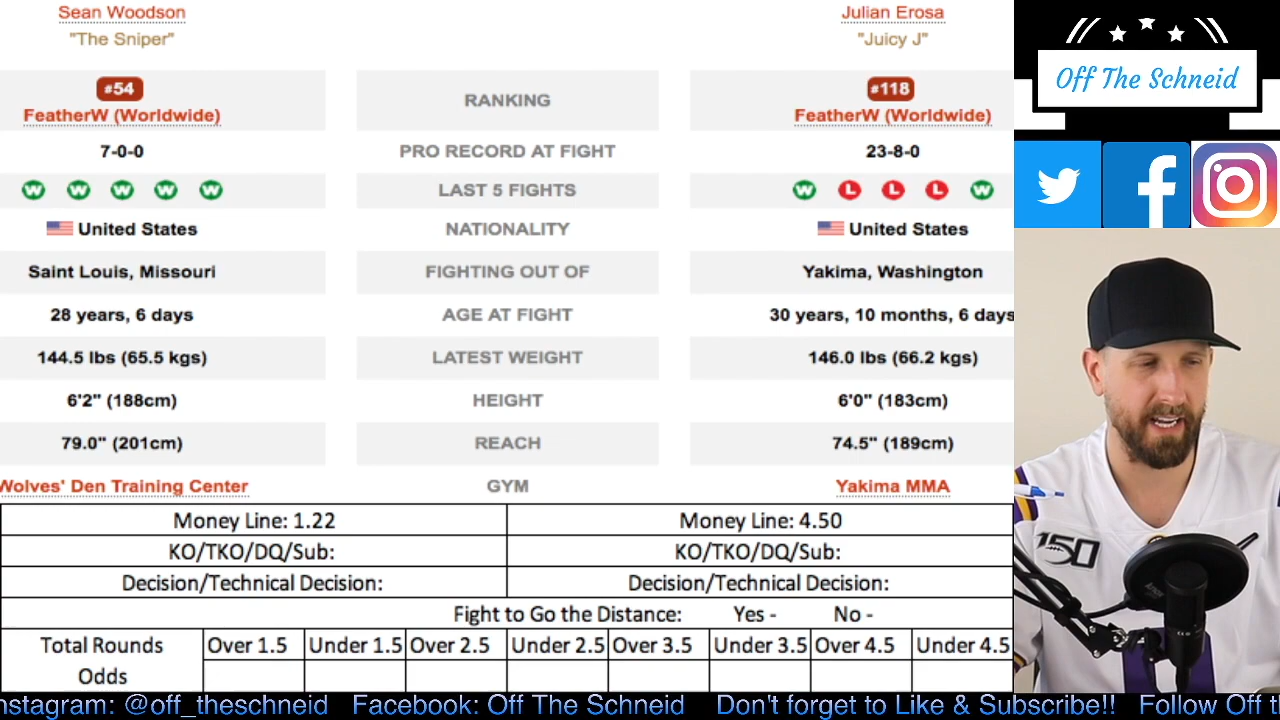 Sean Woodson
Julian Erosa
"The Sniper"
"Juicy J"
#54
RANKING
#118
FeatherW (Worldwide)
FeatherW (Worldwide)
7-0-0
PRO RECORD AT FIGHT
23-8-0
W W W W W
LAST 5 FIGHTS
W L L L W
United States
NATIONALITY
United States
Saint Louis, Missouri
FIGHTING OUT OF
Yakima, Washington
28 years, 6 days
AGE AT FIGHT
30 years, 10 months, 6 days
144.5 lbs (65.5 kgs)
LATEST WEIGHT
146.0 lbs (66.2 kgs)
6'2" (188cm)
HEIGHT
6'0" (183cm)
79.0" (201cm)
REACH
74.5" (189cm)
Wolves' Den Training Center
GYM
Yakima MMA
Money Line: 1.22
Money Line: 4.50
KO/TKO/DQ/Sub:
KO/TKO/DQ/Sub:
Decision/Technical Decision:
Decision/Technical Decision:
Fight to Go the Distance: Yes - No -
Total Rounds Over 1.5 Under 1.5 Over 2.5 Under 2.5 Over 3.5 Under 3.5 Over 4.5 Under 4.5
Odds
nstagram: @off_theschneid Facebook: Off The Schneid Don't forget to Like & Subscribe!! Follow Off t
Off The Schneid
150